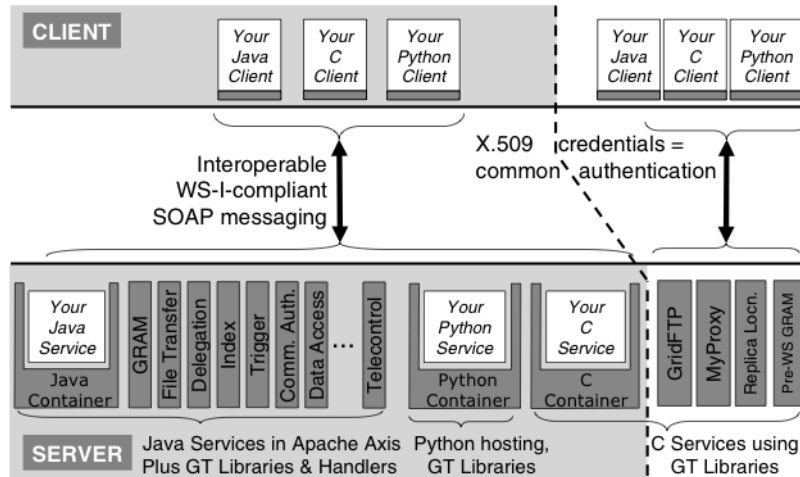 CLIENT
Your
Java
Client
Your
C
Client
Your
Python
Client
Your
Java
Client
Your
C
Client
Your
Python
Client
Interoperable
WS-I-compliant
SOAP messaging
X.509 credentials =
common authentication
Your
Java
Service
Java
Container
GRAM
File Transfer
Delegation
Index
Trigger
Comm. Auth.
Data Access
...
Telecontrol
Your
Python
Service
Python
Container
Your
C
Service
C
Container
GridFTP
MyProxy
Replica Locn.
Pre-WS GRAM
SERVER
Java Services in Apache Axis
Plus GT Libraries & Handlers
Python hosting,
GT Libraries
C Services using
GT Libraries